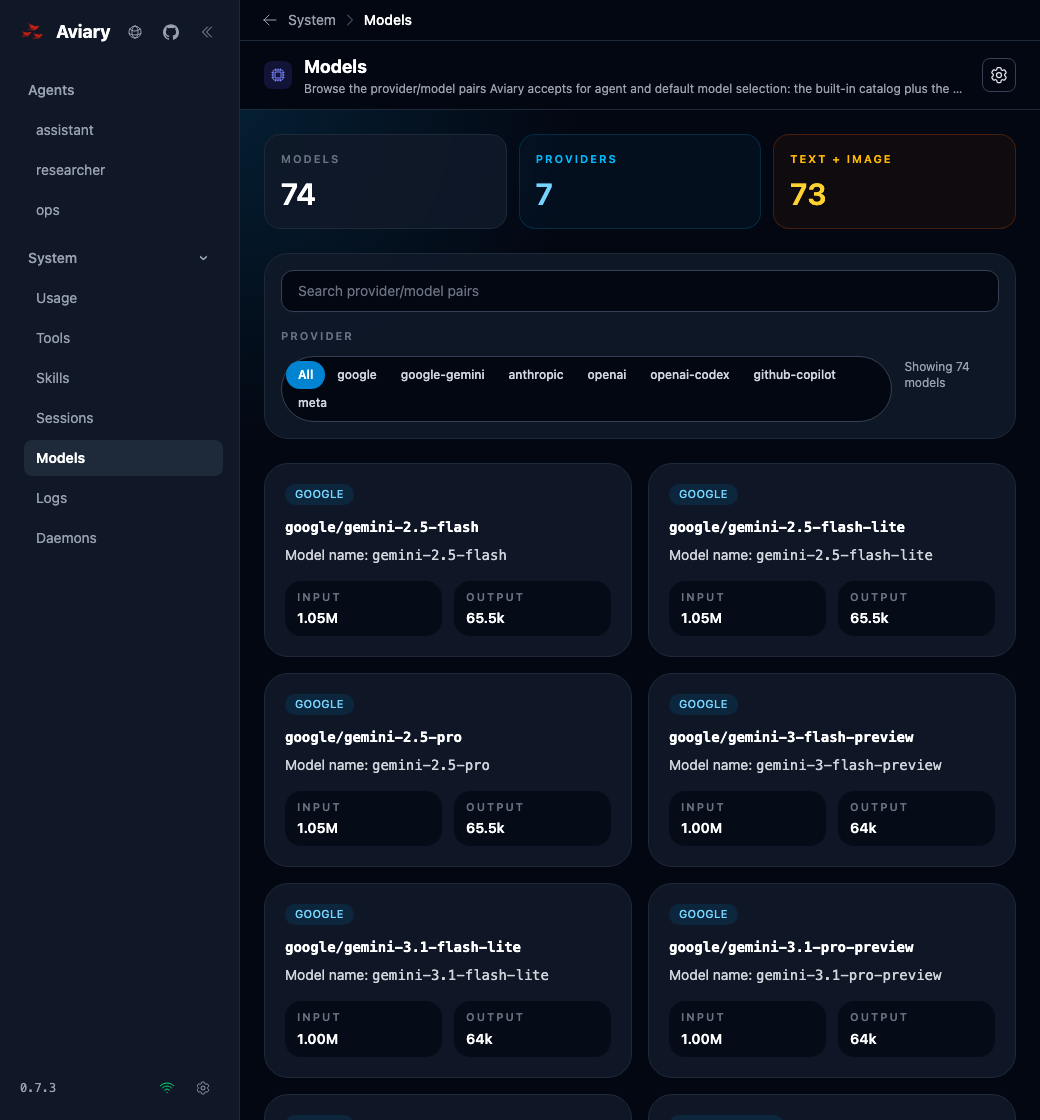 Aviary
Agents
assistant
researcher
ops
System
Usage
Tools
Skills
Sessions
Models
Logs
Daemons
0.7.3
System
Models
Models
Browse the provider/model pairs Aviary accepts for agent and default model selection: the built-in catalog plus the ...
MODELS
74
PROVIDERS
7
TEXT + IMAGE
73
Search provider/model pairs
PROVIDER
All google google-gemini anthropic openai openai-codex github-copilot
meta
Showing 74
models
GOOGLE
google/gemini-2.5-flash
Model name: gemini-2.5-flash
INPUT
1.05M
OUTPUT
65.5k
GOOGLE
google/gemini-2.5-flash-lite
Model name: gemini-2.5-flash-lite
INPUT
1.05M
OUTPUT
65.5k
GOOGLE
google/gemini-2.5-pro
Model name: gemini-2.5-pro
INPUT
1.05M
OUTPUT
65.5k
GOOGLE
google/gemini-3-flash-preview
Model name: gemini-3-flash-preview
INPUT
1.00M
OUTPUT
64k
GOOGLE
google/gemini-3.1-flash-lite
Model name: gemini-3.1-flash-lite
INPUT
1.00M
OUTPUT
64k
GOOGLE
google/gemini-3.1-pro-preview
Model name: gemini-3.1-pro-preview
INPUT
1.00M
OUTPUT
64k